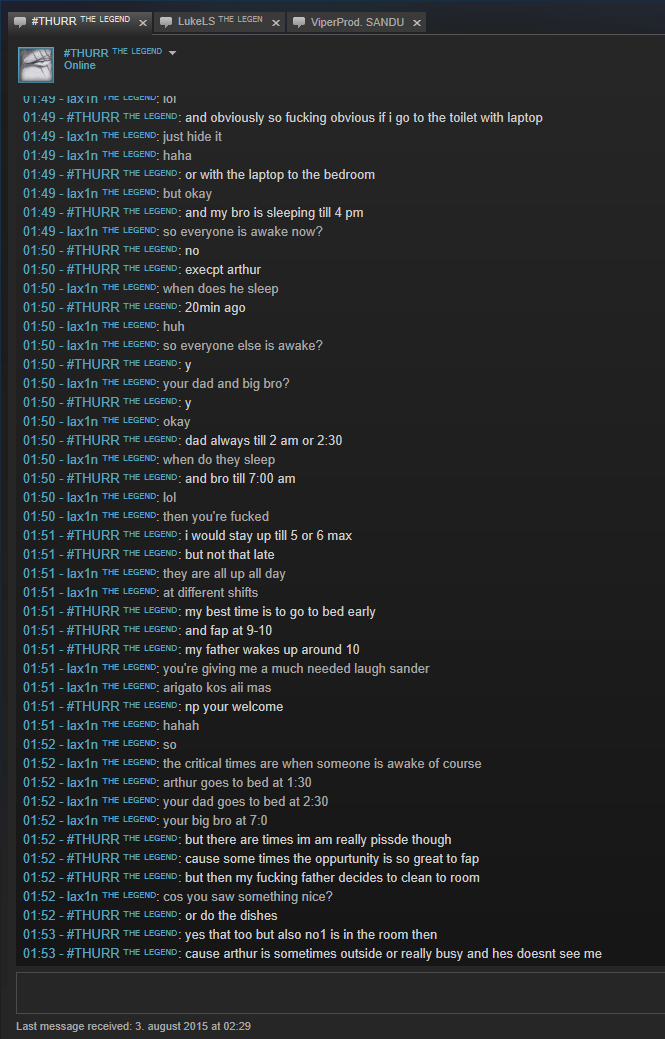 #THURR THE LEGEND
LukeLS THE LEGEN
ViperProd. SANDU
#THURR THE LEGEND
Online
01:49 - lax1n THE LEGEND: lol
01:49 - #THURR THE LEGEND: and obviously so fucking obvious if i go to the toilet with laptop
01:49 - lax1n THE LEGEND: just hide it
01:49 - lax1n THE LEGEND: haha
01:49 - #THURR THE LEGEND: or with the laptop to the bedroom
01:49 - lax1n THE LEGEND: but okay
01:49 - #THURR THE LEGEND: and my bro is sleeping till 4 pm
01:49 - lax1n THE LEGEND: so everyone is awake now?
01:50 - #THURR THE LEGEND: no
01:50 - #THURR THE LEGEND: execpt arthur
01:50 - lax1n THE LEGEND: when does he sleep
01:50 - #THURR THE LEGEND: 20min ago
01:50 - lax1n THE LEGEND: huh
01:50 - lax1n THE LEGEND: so everyone else is awake?
01:50 - #THURR THE LEGEND: y
01:50 - lax1n THE LEGEND: your dad and big bro?
01:50 - #THURR THE LEGEND: y
01:50 - lax1n THE LEGEND: okay
01:50 - #THURR THE LEGEND: dad always till 2 am or 2:30
01:50 - lax1n THE LEGEND: when do they sleep
01:50 - #THURR THE LEGEND: and bro till 7:00 am
01:50 - lax1n THE LEGEND: lol
01:50 - lax1n THE LEGEND: then you're fucked
01:51 - #THURR THE LEGEND: i would stay up till 5 or 6 max
01:51 - #THURR THE LEGEND: but not that late
01:51 - lax1n THE LEGEND: they are all up all day
01:51 - lax1n THE LEGEND: at different shifts
01:51 - #THURR THE LEGEND: my best time is to go to bed early
01:51 - #THURR THE LEGEND: and fap at 9-10
01:51 - #THURR THE LEGEND: my father wakes up around 10
01:51 - lax1n THE LEGEND: you're giving me a much needed laugh sander
01:51 - lax1n THE LEGEND: arigato kos aii mas
01:51 - #THURR THE LEGEND: np your welcome
01:51 - lax1n THE LEGEND: hahah
01:52 - lax1n THE LEGEND: so
01:52 - lax1n THE LEGEND: the critical times are when someone is awake of course
01:52 - lax1n THE LEGEND: arthur goes to bed at 1:30
01:52 - lax1n THE LEGEND: your dad goes to bed at 2:30
01:52 - lax1n THE LEGEND: your big bro at 7:0
01:52 - #THURR THE LEGEND: but there are times im am really pissde though
01:52 - #THURR THE LEGEND: cause some times the oppurtunity is so great to fap
01:52 - #THURR THE LEGEND: but then my fucking father decides to clean to room
01:52 - lax1n THE LEGEND: cos you saw something nice?
01:52 - #THURR THE LEGEND: or do the dishes
01:53 - #THURR THE LEGEND: yes that too but also no1 is in the room then
01:53 - #THURR THE LEGEND: cause arthur is sometimes outside or really busy and hes doesnt see me
Last message received: 3. august 2015 at 02:29